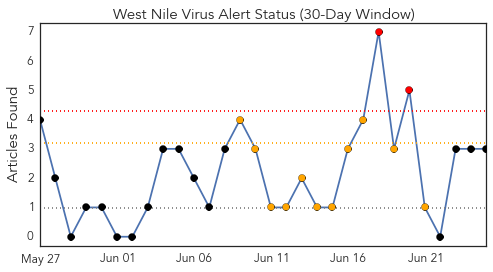 West Nile Virus Alert Status (30-Day Window)
Articles Found
7
6
5
4
3
2
1
0
May 27
Jun 01
Jun 06
Jun 11
Jun 16
Jun 21